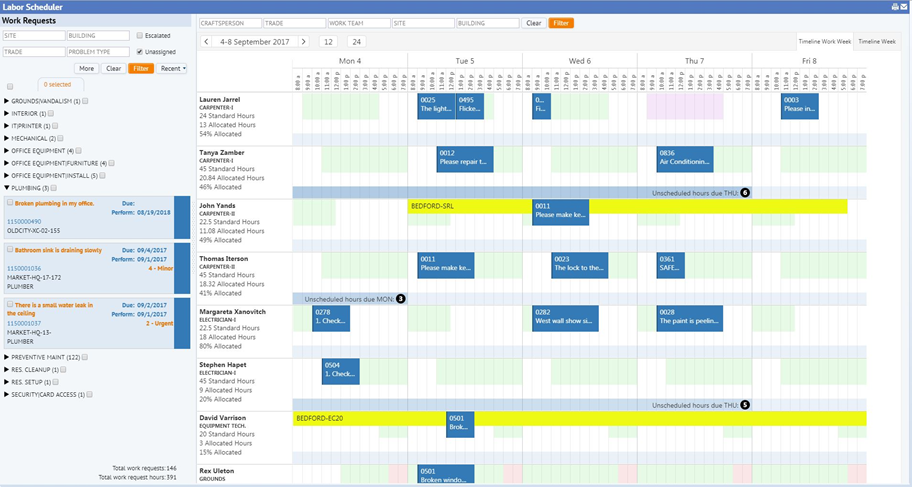 Labor Scheduler
Work Requests
SITE BUILDING Escalated
TRADE PROBLEM TYPE Unassigned
More Clear Filter Recent
0 selected
GROUNDS|VANDALISM (1)
INTERIOR (1)
IT|PRINTER (1)
MECHANICAL (2)
OFFICE EQUIPMENT (4)
OFFICE EQUIPMENT|FURNITURE (4)
OFFICE EQUIPMENT|INSTALL (5)
PLUMBING (3)
Broken plumbing in my office. Due:
Perform: 08/19/2018
1150000490
OLDCITY-XC-02-155
Bathroom sink is draining slowly Due: 09/4/2017
Perform: 09/1/2017
1150001036 4 - Minor
MARKET-HQ-17-172
PLUMBER
There is a small water leak in the ceiling Due: 09/2/2017
Perform: 09/1/2017
1150001037 2 - Urgent
MARKET-HQ-13-
PLUMBER
PREVENTIVE MAINT (122)
RES. CLEANUP (1)
RES. SETUP (1)
SECURITY|CARD ACCESS (1)
Total work requests: 146
Total work request hours: 391
CRAFTSPERSON TRADE WORK TEAM SITE BUILDING Clear Filter
4-8 September 2017 12 24 Timeline Work Week Timeline Week
Mon 4 Tue 5 Wed 6 Thu 7 Fri 8
Lauren Jarrel
CARPENTER-I
24 Standard Hours
13 Allocated Hours
54% Allocated
0025 0495 0... 0003
The light... Flicke... Fi... Please in...
Tanya Zamber
CARPENTER-I
45 Standard Hours
20.84 Allocated Hours
46% Allocated
0012 0836
Please repair t... Air Conditionin...
Unscheduled hours due THU: 6
John Yands
CARPENTER-II
22.5 Standard Hours
11.08 Allocated Hours
49% Allocated
BEDFORD-SRL 0011
Please make ke...
Thomas Iterson
CARPENTER-II
45 Standard Hours
18.32 Allocated Hours
41% Allocated
0011 0023 0361
Please make ke... The lock to the... SAFE...
Unscheduled hours due MON: 3
Margareta Xanovitch
ELECTRICIAN-I
22.5 Standard Hours
18 Allocated Hours
80% Allocated
0278 0282 0028
1. Check... West wall show si... The paint is peelin...
Stephen Hapet
ELECTRICIAN-I
45 Standard Hours
9 Allocated Hours
20% Allocated
0504
1. Check...
Unscheduled hours due THU: 5
David Varrison
EQUIPMENT TECH.
20 Standard Hours
3 Allocated Hours
15% Allocated
BEDFORD-EC20 0501
Brok...
Rex Uleton
GROUNDS
0501
Broken windo...